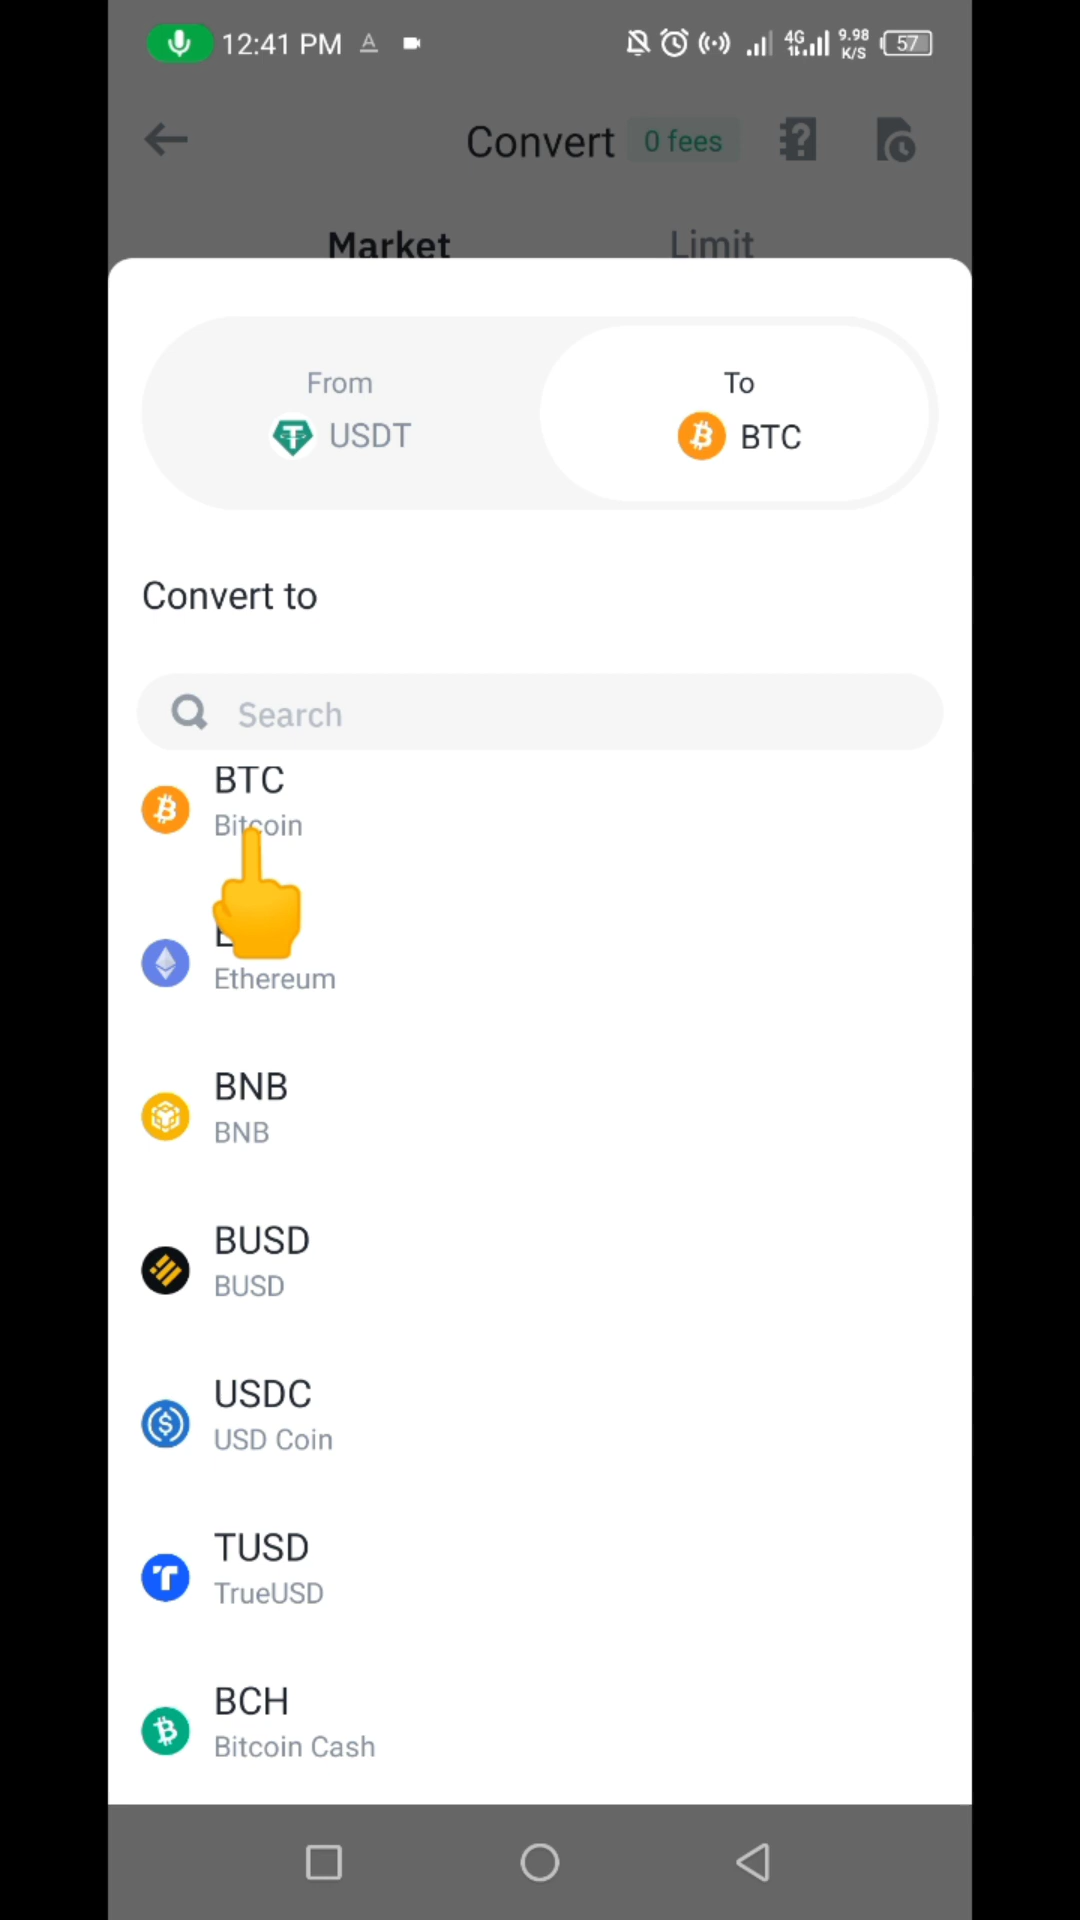 12:41 PM A 4G 9.98 K/S 57
Convert 0 fees
Market Limit
From To
USDT BTC
Convert to
Search
BTC
Bitcoin
Ethereum
BNB
BNB
BUSD
BUSD
USDC
USD Coin
TUSD
TrueUSD
BCH
Bitcoin Cash